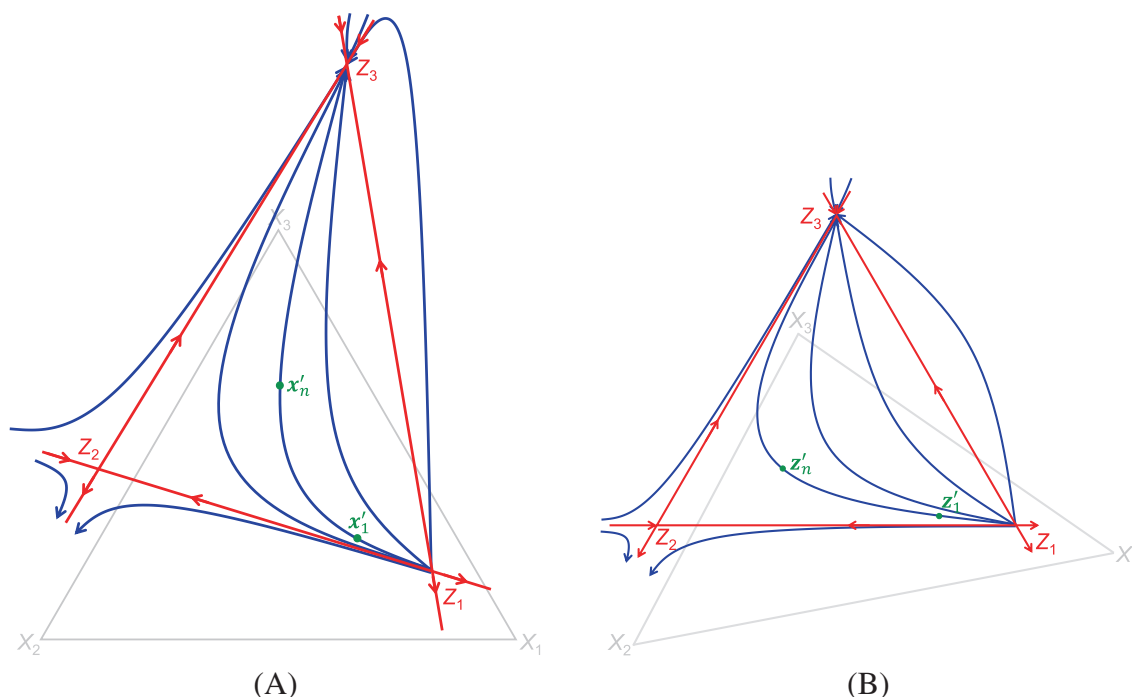 Z₃
X₃
x′ₙ
Z₂
x′₁
Z₁
X₂
X₁
(A)
Z₃
X₃
z′ₙ
z′₁
Z₂
Z₁
X
X₂
(B)